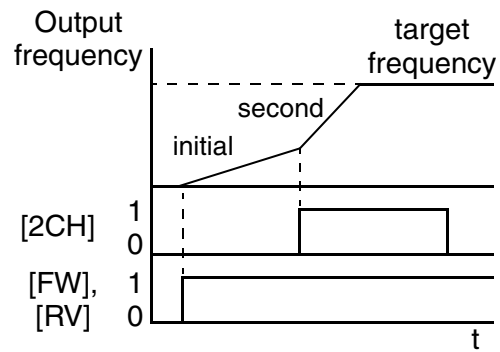 Output
frequency
target
frequency
second
initial
[2CH]
1
0
[FW],
[RV]
1
0
t